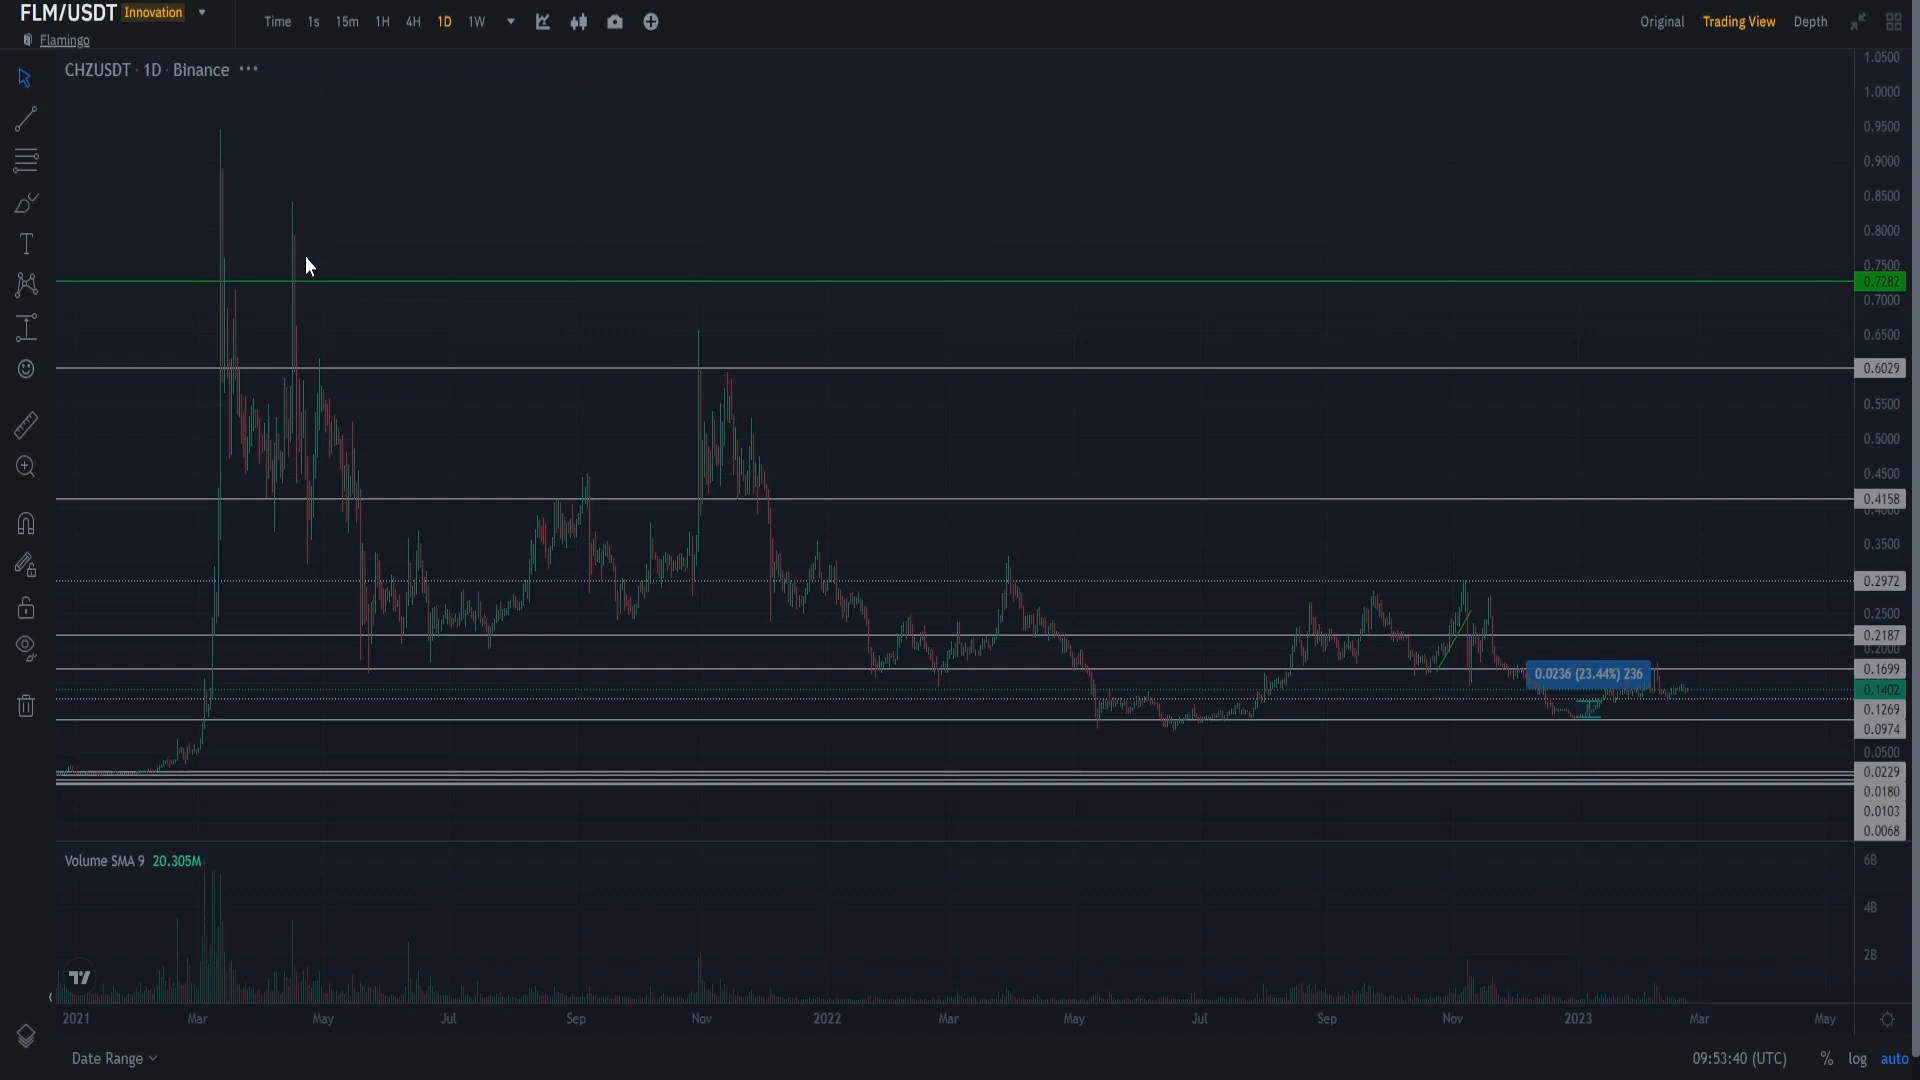 FLM/USDT Innovation
Flamingo
Time 1s 15m 1H 4H 1D 1W
Original Trading View Depth
CHZUSDT · 1D · Binance ···
1.0500
1.0000
0.9500
0.9000
0.8500
0.8000
0.7500
0.7282
0.7000
0.6500
0.6029
0.5500
0.5000
0.4500
0.4158
0.4000
0.3500
0.2972
0.2500
0.2187
0.2000
0.1699
0.0236 (23.44%) 236
0.1402
0.1269
0.0974
0.0500
0.0229
0.0180
0.0103
0.0068
Volume SMA 9 20.305M
6B
4B
2B
2021 Mar May Jul Sep Nov 2022 Mar May Jul Sep Nov 2023 Mar May
Date Range
09:53:40 (UTC) % log auto